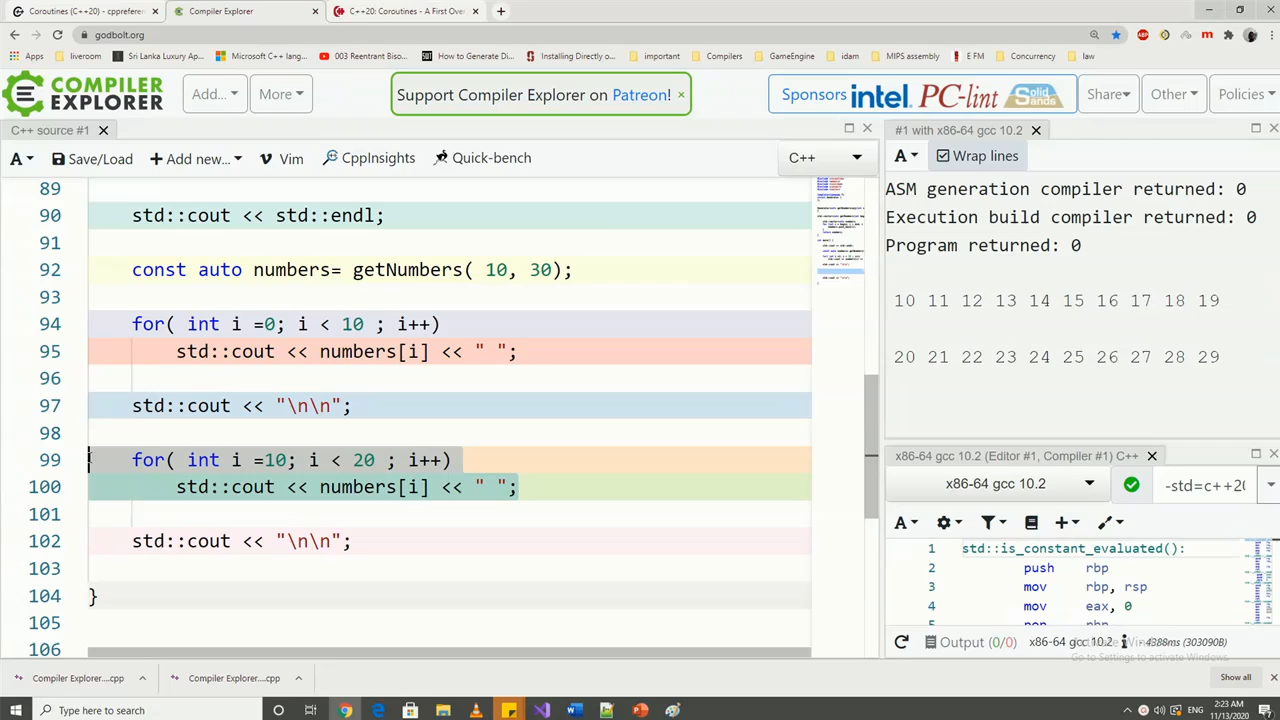 Coroutines (C++20) - cppreferen
Compiler Explorer
C++20: Coroutines - A First Over
godbolt.org
Apps
liveroom
Sri Lanka Luxury Ap...
Microsoft C++ lang...
003 Reentrant Biso...
How to Generate Di...
Installing Directly o...
important
Compilers
GameEngine
idam
MIPS assembly
E FM
Concurrency
law
COMPILER EXPLORER
Add...
More
Support Compiler Explorer on Patreon! ×
Sponsors intel PC-lint Solid Sands
Share
Other
Policies
C++ source #1
A
Save/Load
Add new...
Vim
CppInsights
Quick-bench
C++
89
90 std::cout << std::endl;
91
92 const auto numbers= getNumbers( 10, 30);
93
94 for( int i =0; i < 10 ; i++)
95 std::cout << numbers[i] << " ";
96
97 std::cout << "\n\n";
98
99 for( int i =10; i < 20 ; i++)
100 std::cout << numbers[i] << " ";
101
102 std::cout << "\n\n";
103
104 }
105
106
#1 with x86-64 gcc 10.2
A
Wrap lines
ASM generation compiler returned: 0
Execution build compiler returned: 0
Program returned: 0
10 11 12 13 14 15 16 17 18 19
20 21 22 23 24 25 26 27 28 29
x86-64 gcc 10.2 (Editor #1, Compiler #1) C++
x86-64 gcc 10.2
-std=c++20
A
1 std::is_constant_evaluated():
2 push rbp
3 mov rbp, rsp
4 mov eax, 0
5 pop rbp
Output (0/0) x86-64 gcc 10.2 i - 4388ms (303090B)
Activate Windows
Go to Settings to activate Windows.
Compiler Explorer....cpp
Compiler Explorer....cpp
Show all
Type here to search
ENG
2:23 AM
11/13/2020